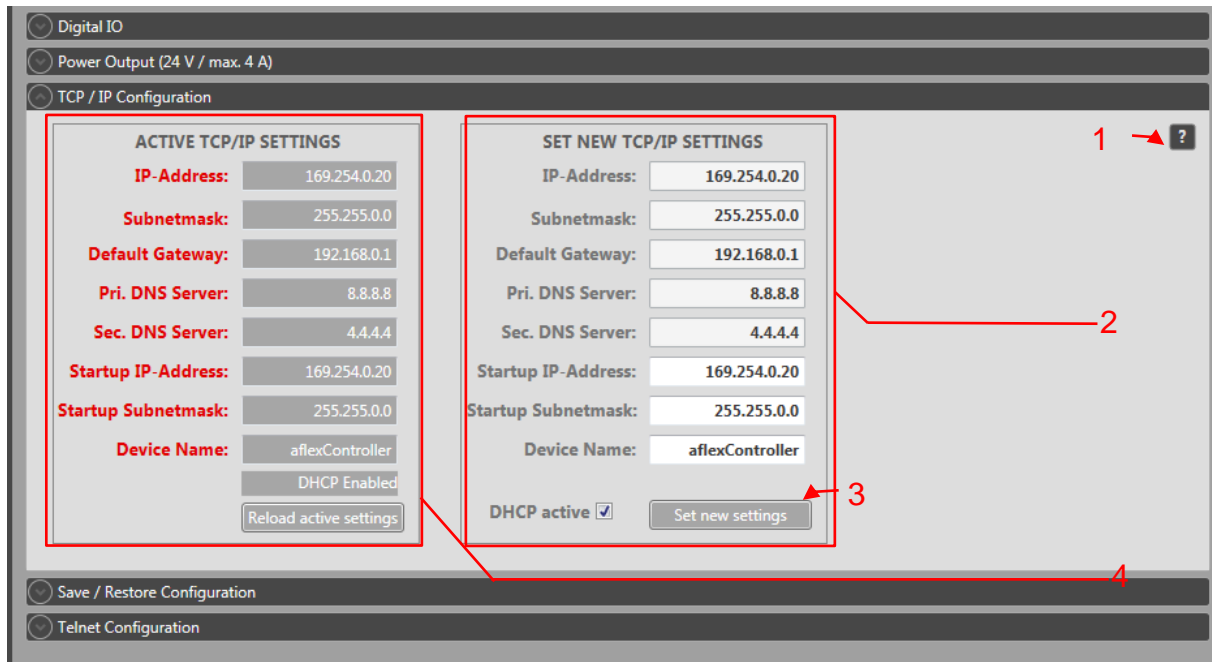 Digital IO
Power Output (24 V / max. 4 A)
TCP / IP Configuration
ACTIVE TCP/IP SETTINGS
IP-Address: 169.254.0.20
Subnetmask: 255.255.0.0
Default Gateway: 192.168.0.1
Pri. DNS Server: 8.8.8.8
Sec. DNS Server: 4.4.4.4
Startup IP-Address: 169.254.0.20
Startup Subnetmask: 255.255.0.0
Device Name: aflexController
DHCP Enabled
Reload active settings
SET NEW TCP/IP SETTINGS
IP-Address: 169.254.0.20
Subnetmask: 255.255.0.0
Default Gateway: 192.168.0.1
Pri. DNS Server: 8.8.8.8
Sec. DNS Server: 4.4.4.4
Startup IP-Address: 169.254.0.20
Startup Subnetmask: 255.255.0.0
Device Name: aflexController
DHCP active Set new settings
1 ?
2
3
4
Save / Restore Configuration
Telnet Configuration